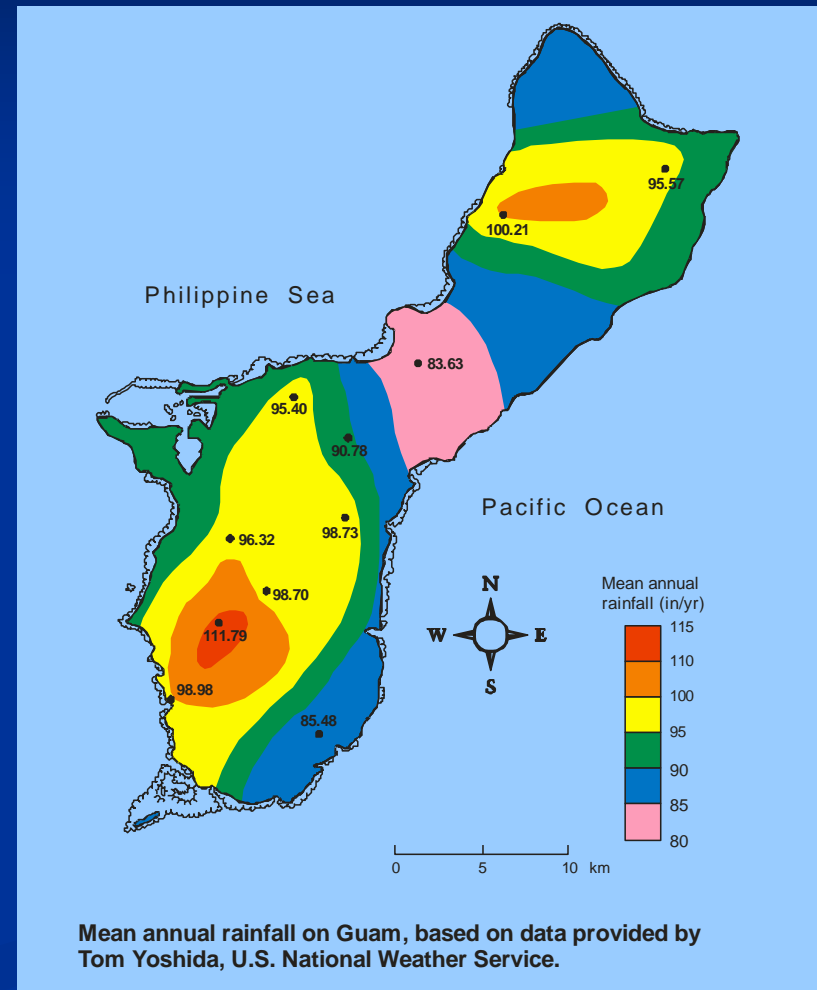 95.57
100.21
Philippine Sea
83.63
95.40
90.78
Pacific Ocean
98.73
96.32
N
Mean annual
rainfall (in/yr)
98.70
115
111.79
W E
110
S
98.98
100
85.48
95
90
85
80
0 5 10 km
Mean annual rainfall on Guam, based on data provided by
Tom Yoshida, U.S. National Weather Service.